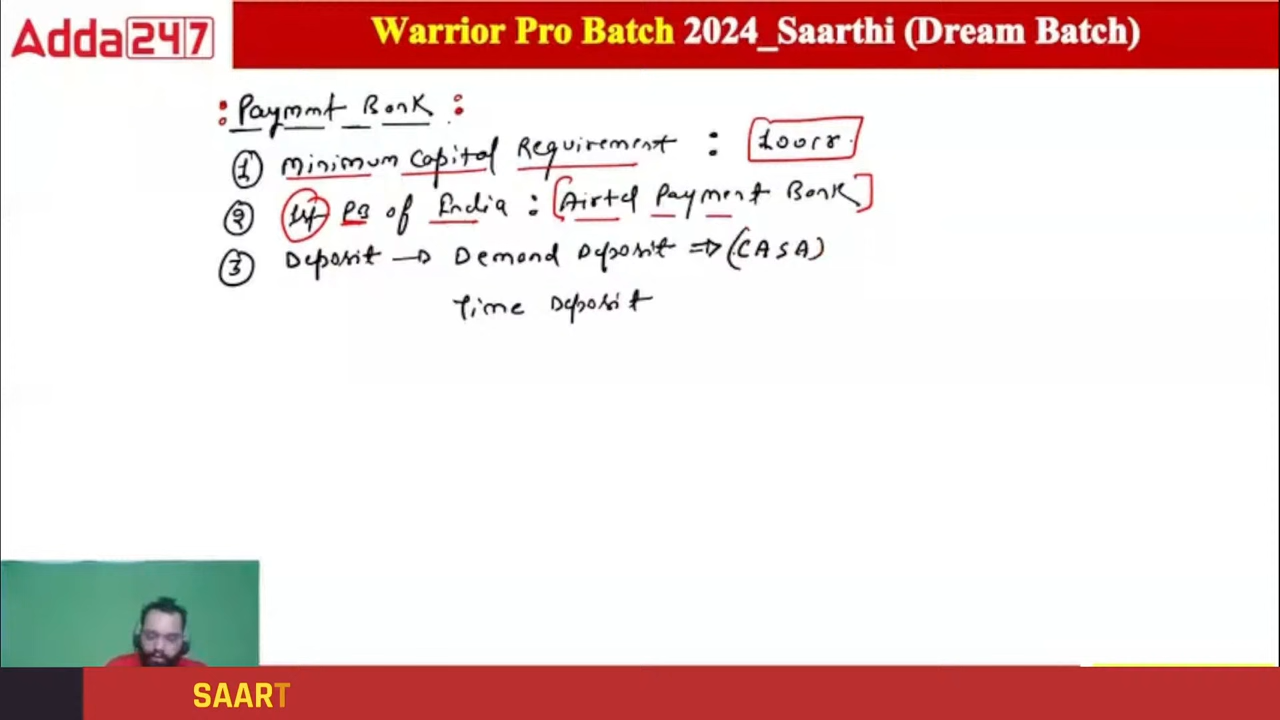 Adda247
Warrior Pro Batch 2024_Saarthi (Dream Batch)
: Paymnt Bank :
① Minimum Capital Requirement : 100cr.
② 1st PB of India : [Airtel Payment Bank]
③ Deposit → Demand Deposit ⇒ (CASA)
Time Deposit
SAART